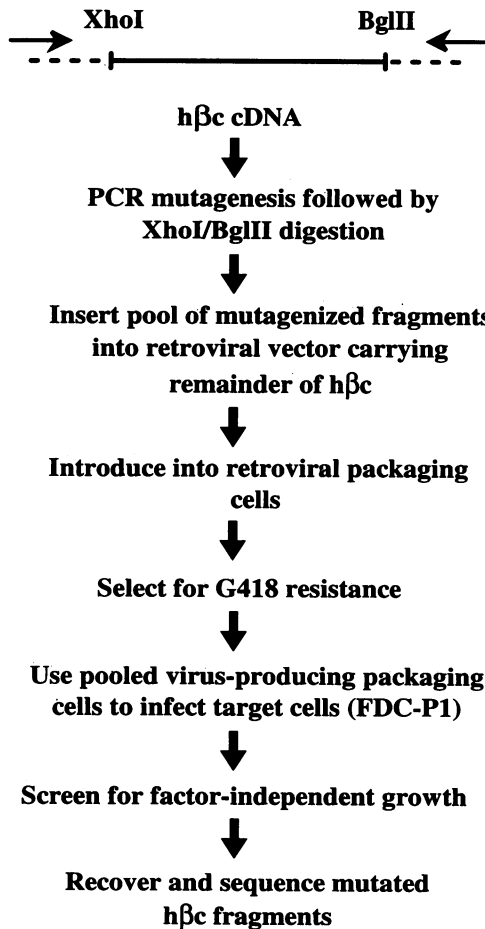 XhoI BglII
hβc cDNA
PCR mutagenesis followed by
XhoI/BglII digestion
Insert pool of mutagenized fragments
into retroviral vector carrying
remainder of hβc
Introduce into retroviral packaging
cells
Select for G418 resistance
Use pooled virus-producing packaging
cells to infect target cells (FDC-P1)
Screen for factor-independent growth
Recover and sequence mutated
hβc fragments